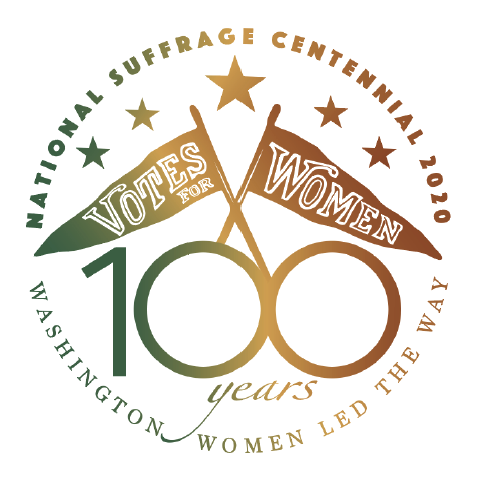 NATIONAL SUFFRAGE CENTENNIAL 2020
VOTES
FOR
WOMEN
100
years
WASHINGTON WOMEN LED THE WAY